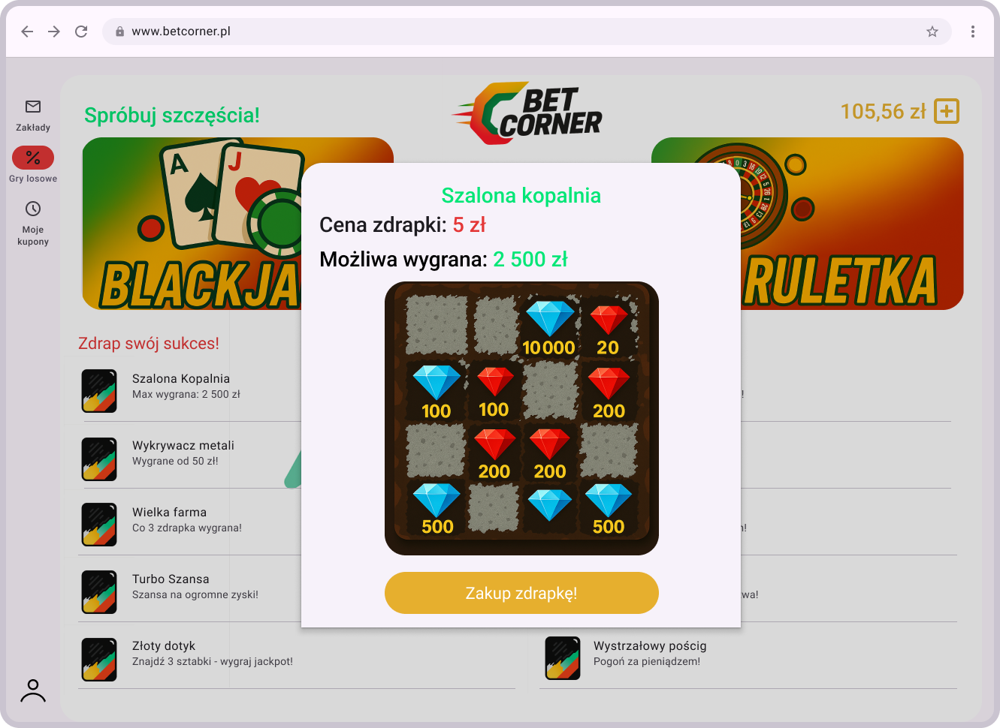 www.betcorner.pl
Zakłady
Gry losowe
Moje
kupony
Spróbuj szczęścia!
BET
CORNER
105,56 zł
A
J
BLACKJA
RULETKA
Szalona kopalnia
Cena zdrapki: 5 zł
Możliwa wygrana: 2 500 zł
10 000
20
100
100
200
200
200
500
500
Zakup zdrapkę!
Zdrap swój sukces!
Szalona Kopalnia
Max wygrana: 2 500 zł
Wykrywacz metali
Wygrane od 50 zł!
Wielka farma
Co 3 zdrapka wygrana!
Turbo Szansa
Szansa na ogromne zyski!
Złoty dotyk
Znajdź 3 sztabki - wygraj jackpot!
!
n!
wa!
Wystrzałowy pościg
Pogoń za pieniądzem!